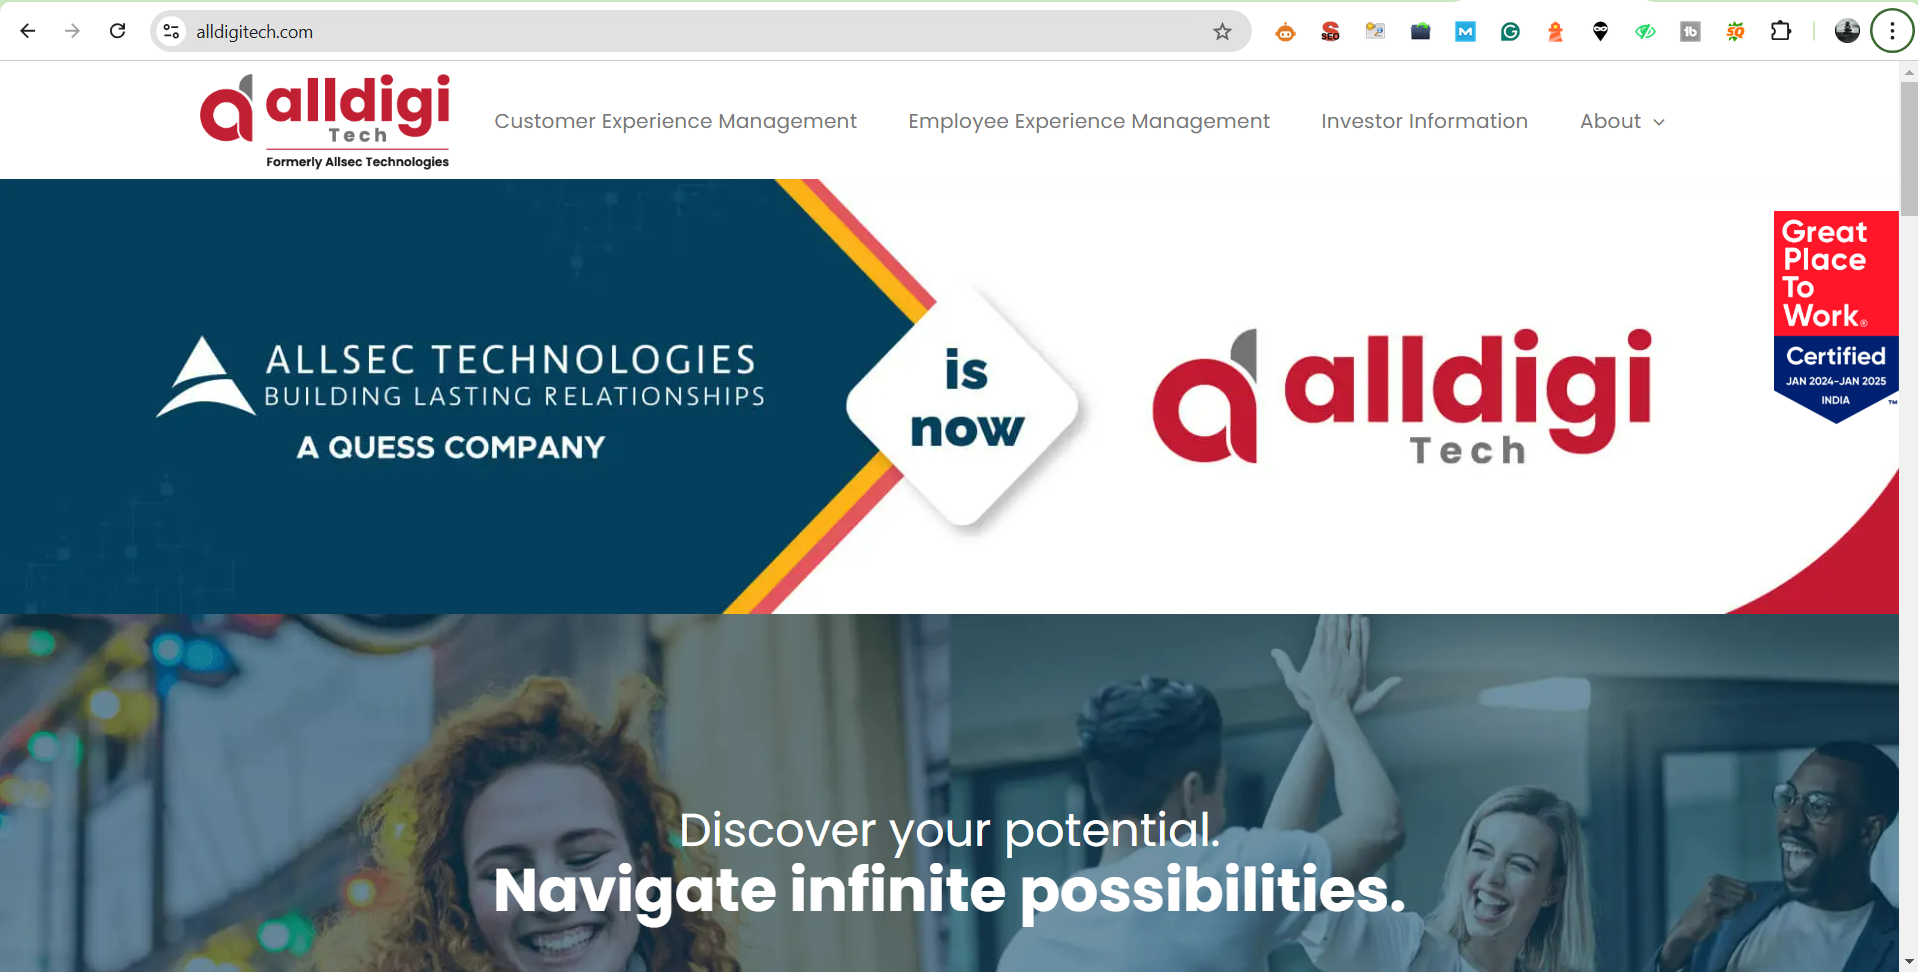 alldigitech.com
SEO
alldigi
Tech
Formerly Allsec Technologies
Customer Experience Management
Employee Experience Management
Investor Information
About
ALLSEC TECHNOLOGIES
BUILDING LASTING RELATIONSHIPS
A QUESS COMPANY
is
now
alldigi
Tech
Great
Place
To
Work®
Certified
JAN 2024-JAN 2025
INDIA
™
Discover your potential.
Navigate infinite possibilities.